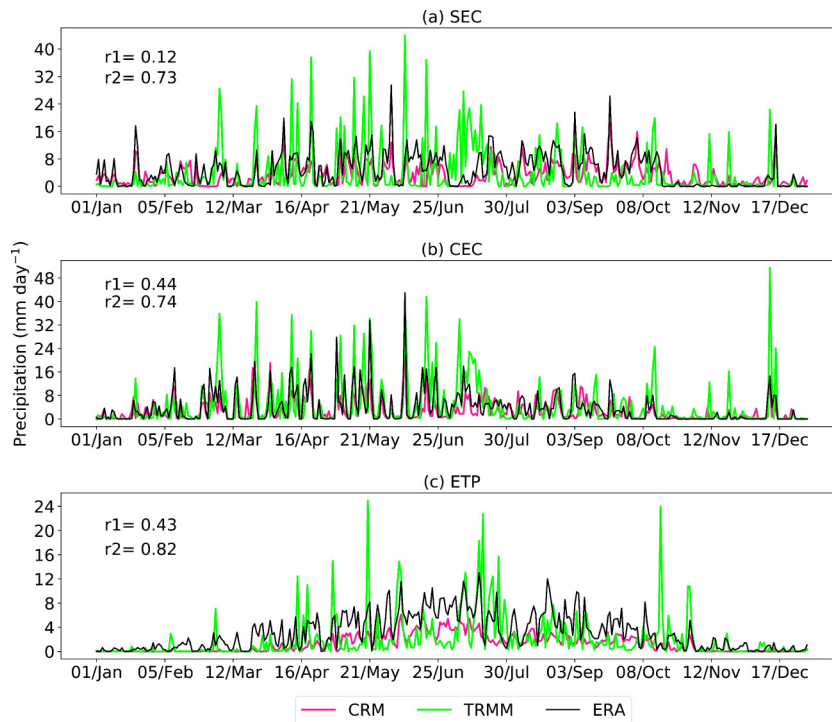 (a) SEC
r1= 0.12
r2= 0.73
40
32
24
16
8
0
01/Jan 05/Feb 12/Mar 16/Apr 21/May 25/Jun 30/Jul 03/Sep 08/Oct 12/Nov 17/Dec
(b) CEC
r1= 0.44
r2= 0.74
48
40
32
24
16
8
0
01/Jan 05/Feb 12/Mar 16/Apr 21/May 25/Jun 30/Jul 03/Sep 08/Oct 12/Nov 17/Dec
Precipitation (mm day⁻¹)
(c) ETP
r1= 0.43
r2= 0.82
24
20
16
12
8
4
0
01/Jan 05/Feb 12/Mar 16/Apr 21/May 25/Jun 30/Jul 03/Sep 08/Oct 12/Nov 17/Dec
CRM TRMM ERA